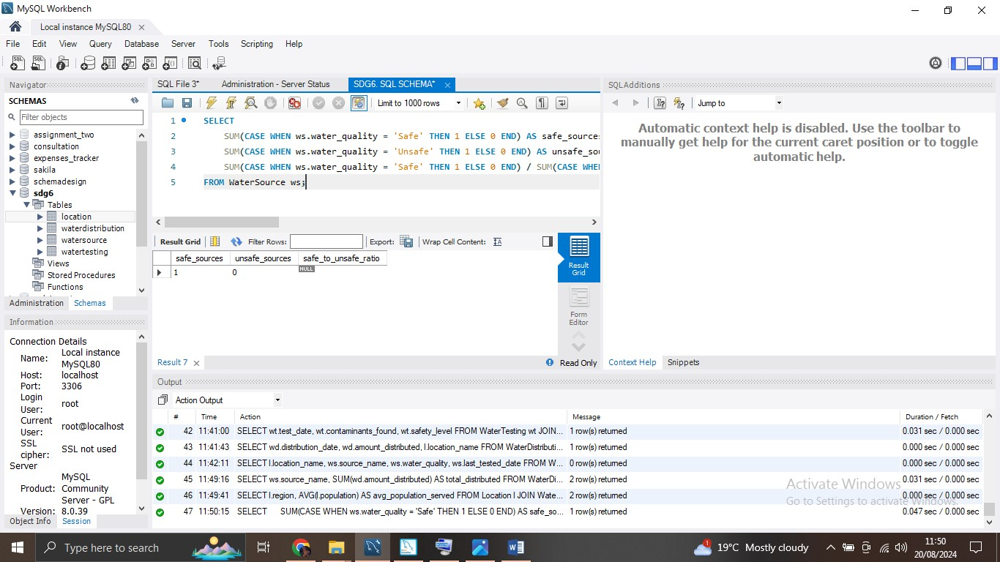 MySQL Workbench
Local instance MySQL80
File Edit View Query Database Server Tools Scripting Help
Navigator
SCHEMAS
Filter objects
assignment_two
consultation
expenses_tracker
sakila
schemadesign
sdg6
Tables
location
waterdistribution
watersource
watertesting
Views
Stored Procedures
Functions
Administration Schemas
Information
Connection Details
Name: Local instance MySQL80
Host: localhost
Port: 3306
Login User: root
Current User: root@localhost
SSL cipher: SSL not used
Server
Product: MySQL Community Server - GPL
Version: 8.0.39
Object Info Session
SQL File 3* Administration - Server Status SDG6. SQL SCHEMA*
Limit to 1000 rows
1 SELECT
2 SUM(CASE WHEN ws.water_quality = 'Safe' THEN 1 ELSE 0 END) AS safe_sources
3 SUM(CASE WHEN ws.water_quality = 'Unsafe' THEN 1 ELSE 0 END) AS unsafe_sou
4 SUM(CASE WHEN ws.water_quality = 'Safe' THEN 1 ELSE 0 END) / SUM(CASE WHE
5 FROM WaterSource ws;
Result Grid Filter Rows: Export: Wrap Cell Content:
safe_sources unsafe_sources safe_to_unsafe_ratio
1 0 NULL
Result Grid
Form Editor
Result 7 Read Only
SQLAdditions
Jump to
Automatic context help is disabled. Use the toolbar to
manually get help for the current caret position or to toggle
automatic help.
Context Help Snippets
Output
Action Output
# Time Action Message Duration / Fetch
42 11:41:00 SELECT wt.test_date, wt.contaminants_found, wt.safety_level FROM WaterTesting wt JOIN... 1 row(s) returned 0.031 sec / 0.000 sec
43 11:41:43 SELECT wd.distribution_date, wd.amount_distributed, l.location_name FROM WaterDistributi... 1 row(s) returned 0.000 sec / 0.000 sec
44 11:42:11 SELECT l.location_name, ws.source_name, ws.water_quality, ws.last_tested_date FROM W... 0 row(s) returned 0.000 sec / 0.000 sec
45 11:49:16 SELECT ws.source_name, SUM(wd.amount_distributed) AS total_distributed FROM WaterDi... 2 row(s) returned 0.031 sec / 0.000 sec
46 11:49:41 SELECT l.region, AVG(l.population) AS avg_population_served FROM Location l JOIN Wate... 2 row(s) returned 0.000 sec / 0.000 sec
47 11:50:15 SELECT SUM(CASE WHEN ws.water_quality = 'Safe' THEN 1 ELSE 0 END) AS safe_so... 1 row(s) returned 0.047 sec / 0.000 sec
Activate Windows
Go to Settings to activate Windows.
Type here to search
19°C Mostly cloudy
11:50
20/08/2024